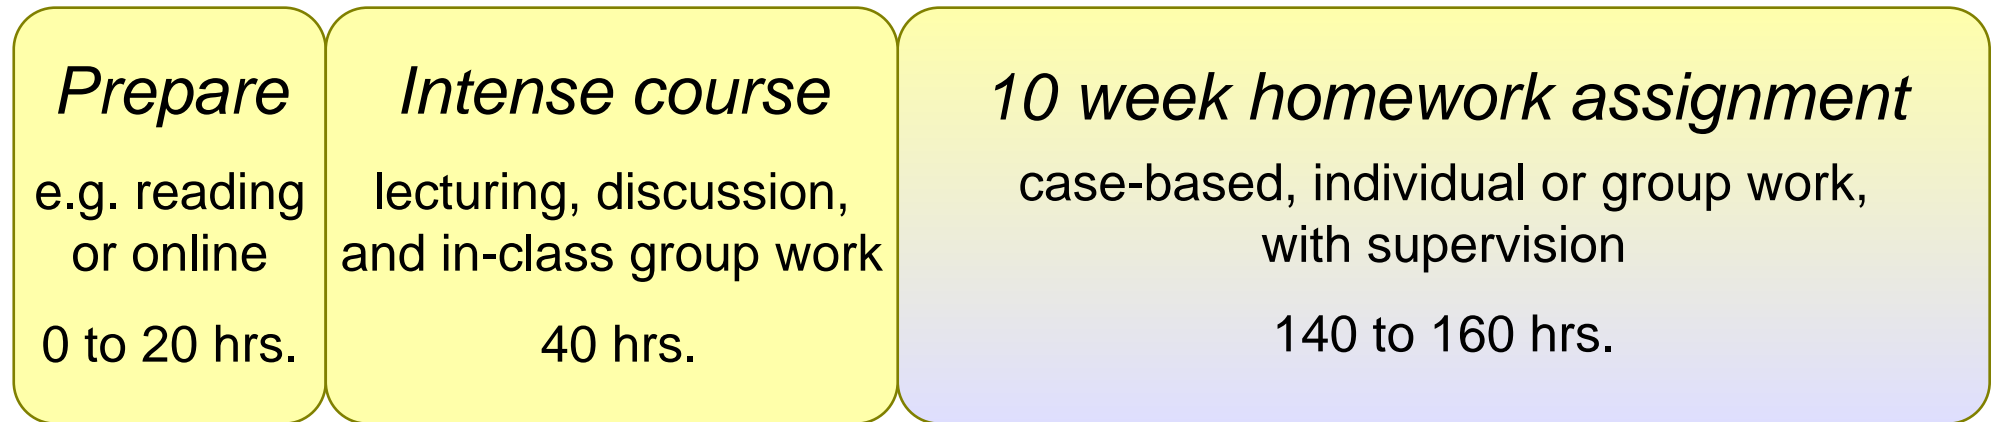 Prepare
e.g. reading
or online
0 to 20 hrs.
Intense course
lecturing, discussion,
and in-class group work
40 hrs.
10 week homework assignment
case-based, individual or group work,
with supervision
140 to 160 hrs.